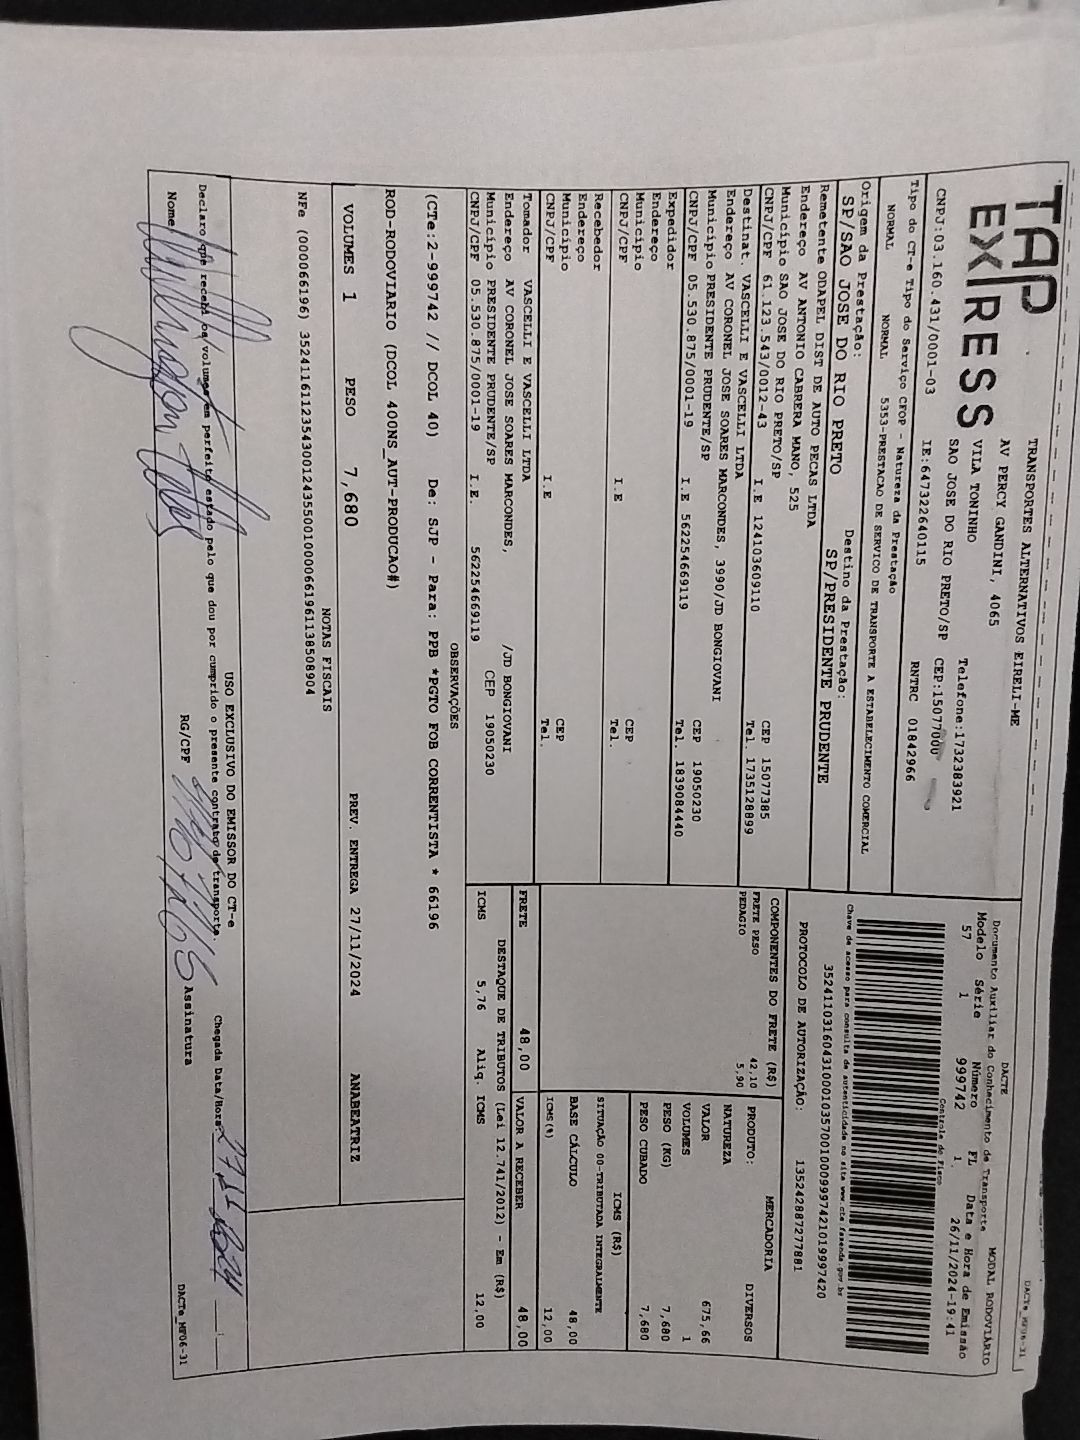 DACTe_MF06-31
TAP
EXPRESS
TRANSPORTES ALTERNATIVOS EIRELI-ME
AV PERCY GANDINI, 4065
VILA TONINHO
SAO JOSE DO RIO PRETO/SP CEP:15077000
Telefone:1732383921
CNPJ:03.160.431/0001-03 IE:647322640115 RNTRC 01842966
DACTE MODAL RODOVIÁRIO
Documento Auxiliar do Conhecimento de Transporte
Modelo Série Número FL Data e Hora de Emissão
57 1 999742 1. 26/11/2024-19:41
Controle do Fisco
Chave de acesso para consulta de autenticidade no site www.cte.fazenda.gov.br
35241103160431000103570010009997421019997420
PROTOCOLO DE AUTORIZAÇÃO: 135242887277881
Tipo do CT-e Tipo do Serviço CFOP - Natureza da Prestação
NORMAL NORMAL 5353-PRESTACAO DE SERVICO DE TRANSPORTE A ESTABELECIMENTO COMERCIAL
Origem da Prestação: Destino da Prestação:
SP/SAO JOSE DO RIO PRETO SP/PRESIDENTE PRUDENTE
Remetente ODAPEL DIST DE AUTO PECAS LTDA
Endereço AV ANTONIO CABRERA MANO, 525
Município SAO JOSE DO RIO PRETO/SP CEP 15077385
CNPJ/CPF 61.123.543/0012-43 I.E 124103609110 Tel. 1735128899
Destinat. VASCELLI E VASCELLI LTDA
Endereço AV CORONEL JOSE SOARES MARCONDES, 3990/JD BONGIOVANI
Município PRESIDENTE PRUDENTE/SP CEP 19050230
CNPJ/CPF 05.530.875/0001-19 I.E 562254669119 Tel. 1839084440
Expedidor
Endereço
Município CEP
CNPJ/CPF I.E Tel.
Recebedor
Endereço
Município CEP
CNPJ/CPF I.E Tel.
Tomador VASCELLI E VASCELLI LTDA
Endereço AV CORONEL JOSE SOARES MARCONDES, /JD BONGIOVANI
Município PRESIDENTE PRUDENTE/SP CEP 19050230
CNPJ/CPF 05.530.875/0001-19 I.E. 562254669119
COMPONENTES DO FRETE (R$)
FRETE PESO 42,10
PEDAGIO 5,90
MERCADORIA
PRODUTO: DIVERSOS
NATUREZA
VALOR 675,66
VOLUMES 1
PESO (KG) 7,680
PESO CUBADO 7,680
ICMS (R$)
SITUAÇÃO 00-TRIBUTADA INTEGRALMENTE
BASE CÁLCULO 48,00
ICMS(%) 12,00
FRETE 48,00 VALOR A RECEBER 48,00
DESTAQUE DE TRIBUTOS (Lei 12.741/2012) - Em (R$)
ICMS 5,76 Aliq. ICMS 12,00
OBSERVAÇÕES
(CTe:2-999742 // DCOL 40) De: SJP - Para: PPB *PGTO FOB CORRENTISTA * 66196
ROD-RODOVIARIO (DCOL 400NS_AUT-PRODUCAO#)
VOLUMES 1 PESO 7,680 PREV. ENTREGA 27/11/2024 ANABEATRIZ
NOTAS FISCAIS
NFe (000066196) 35241161123543001243550010000661961138508904
USO EXCLUSIVO DO EMISSOR DO CT-e
Declaro que recebi os/volumes em perfeito estado pelo que dou por cumprido o presente contrato de transporte. Chegada Data/Hora:
Nome RG/CPF Assinatura
DACTe_MF06-31